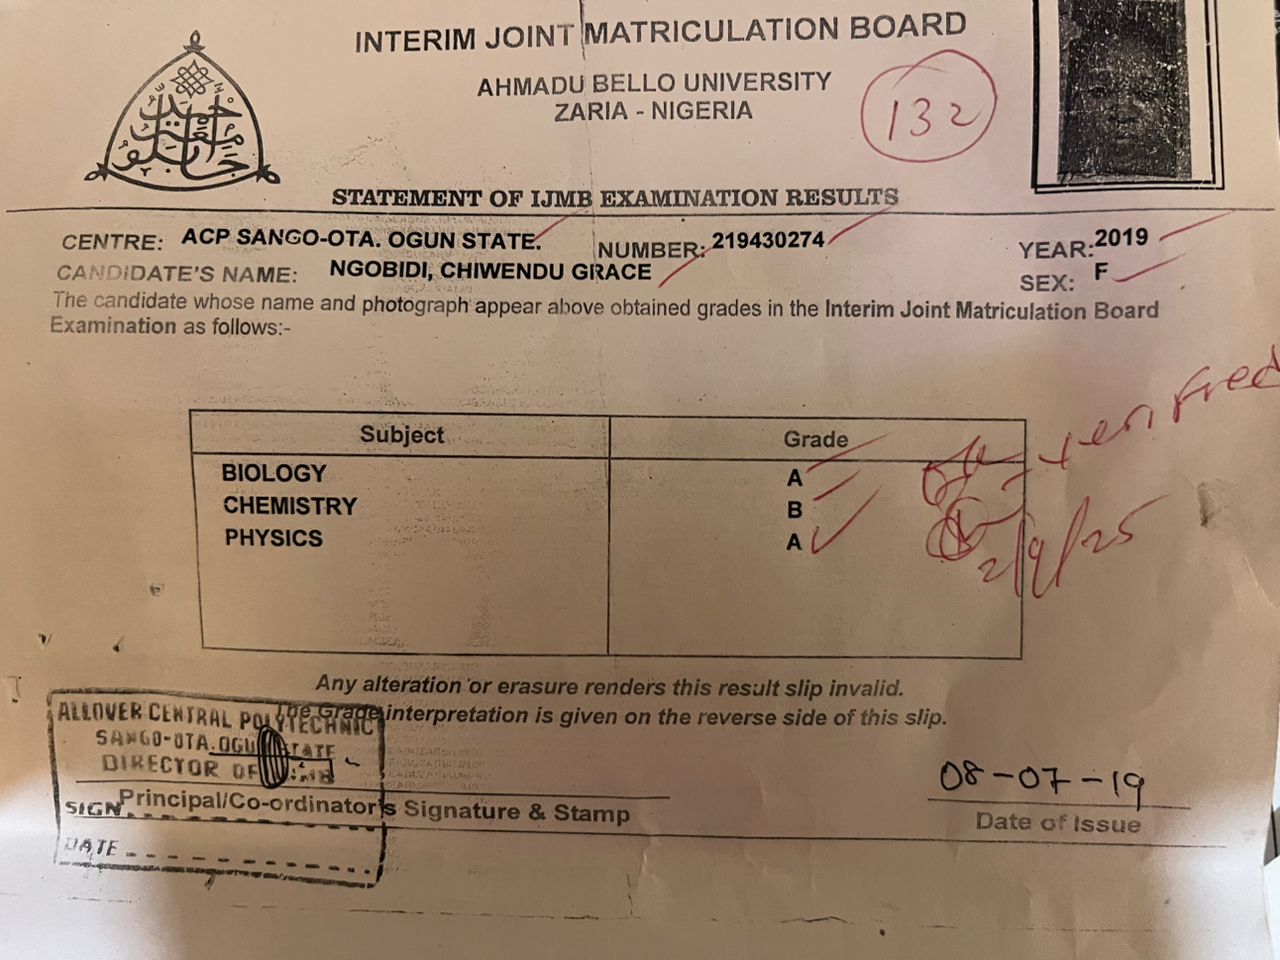 INTERIM JOINT MATRICULATION BOARD
AHMADU BELLO UNIVERSITY
ZARIA - NIGERIA
132
STATEMENT OF IJMB EXAMINATION RESULTS
CENTRE: ACP SANGO-OTA. OGUN STATE. NUMBER: 219430274 YEAR: 2019
CANDIDATE'S NAME: NGOBIDI, CHIWENDU GRACE SEX: F
The candidate whose name and photograph appear above obtained grades in the Interim Joint Matriculation Board
Examination as follows:-
Subject Grade
BIOLOGY A
CHEMISTRY B
PHYSICS A
2/9/25
Any alteration or erasure renders this result slip invalid.
The Grade interpretation is given on the reverse side of this slip.
ALLOVER CENTRAL POLYTECHNIC
SANGO-OTA. OGUN STATE
DIRECTOR OF
08-07-19
Principal/Co-ordinator's Signature & Stamp
Date of Issue
SIGN
DATE